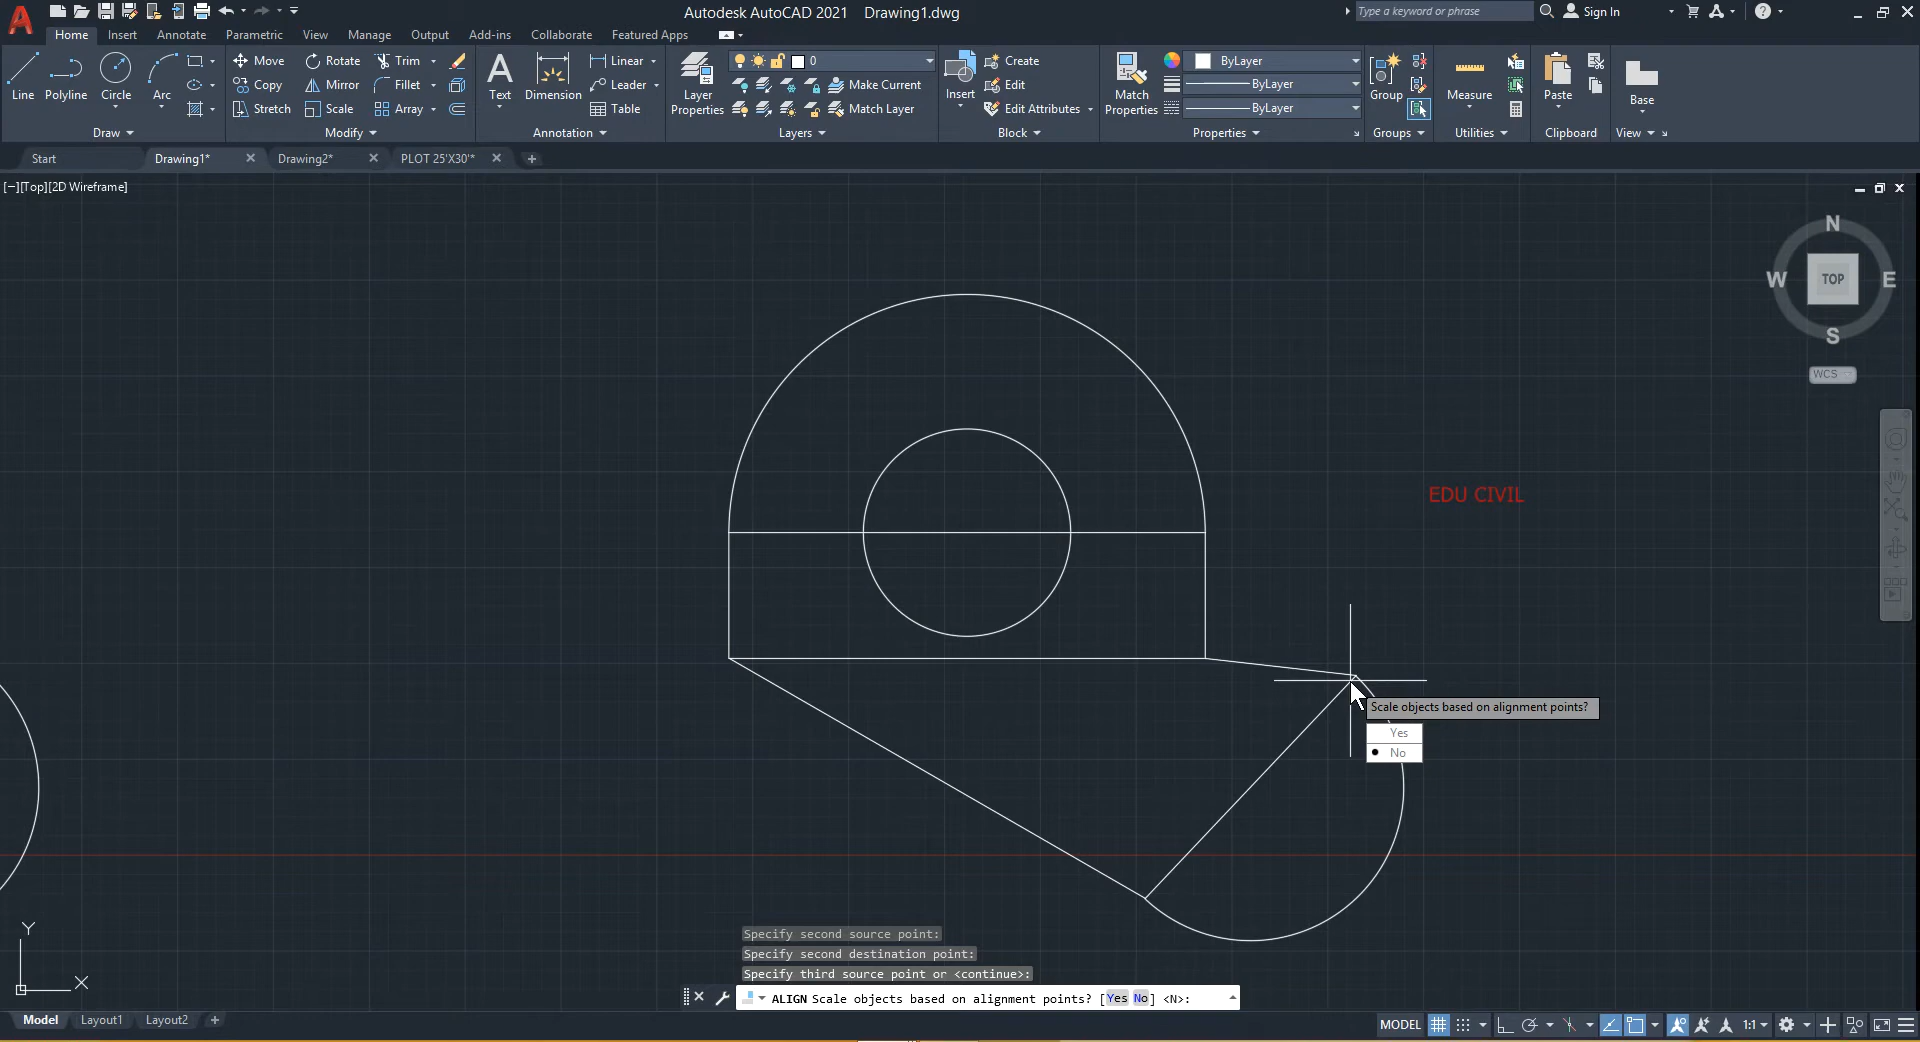 Autodesk AutoCAD 2021 Drawing1.dwg
Type a keyword or phrase
Sign In
Home Insert Annotate Parametric View Manage Output Add-ins Collaborate Featured Apps
Line Polyline Circle Arc
Move Rotate Trim
Copy Mirror Fillet
Stretch Scale Array
Text Dimension
Linear
Leader
Table
Layer Properties
0
Make Current
Match Layer
Insert
Create
Edit
Edit Attributes
Match Properties
ByLayer
ByLayer
ByLayer
Group
Measure
Paste
Base
Draw Modify Annotation Layers Block Properties Groups Utilities Clipboard View
Start Drawing1* Drawing2* PLOT 25'X30'*
[−][Top][2D Wireframe]
N
W TOP E
S
WCS
EDU CIVIL
Scale objects based on alignment points?
Yes
No
Y
X
Specify second source point:
Specify second destination point:
Specify third source point or <continue>:
ALIGN Scale objects based on alignment points? [Yes No] <N>:
Model Layout1 Layout2
MODEL 1:1